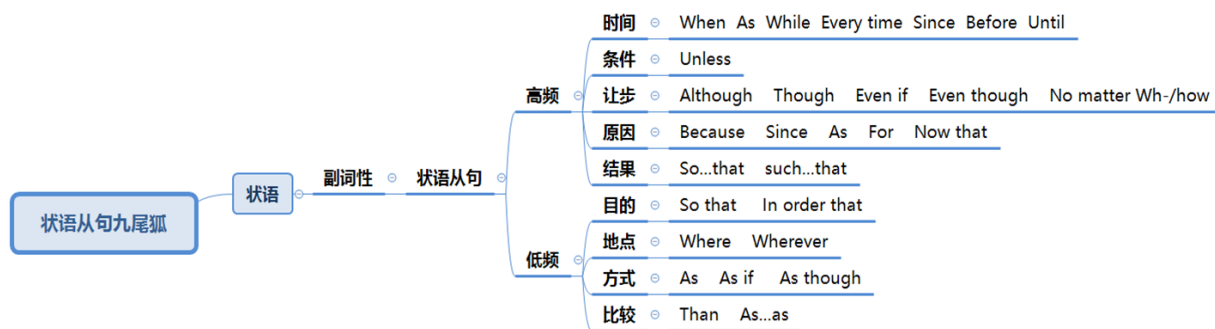 状语从句九尾狐
状语
副词性
状语从句
高频
时间 When As While Every time Since Before Until
条件 Unless
让步 Although Though Even if Even though No matter Wh-/how
原因 Because Since As For Now that
结果 So...that such...that
低频
目的 So that In order that
地点 Where Wherever
方式 As As if As though
比较 Than As...as